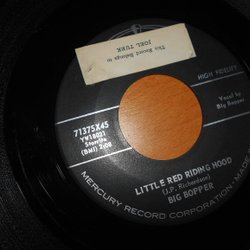 This Record Belongs to
JOEL TURK
HIGH FIDELITY
Vocal by
Big Bopper
71375X45
YW18021
(BMI) 2:08
LITTLE RED RIDING HOOD
(J.P. Richardson)
BIG BOPPER
MERCURY RECORD CORPORATION • MADE